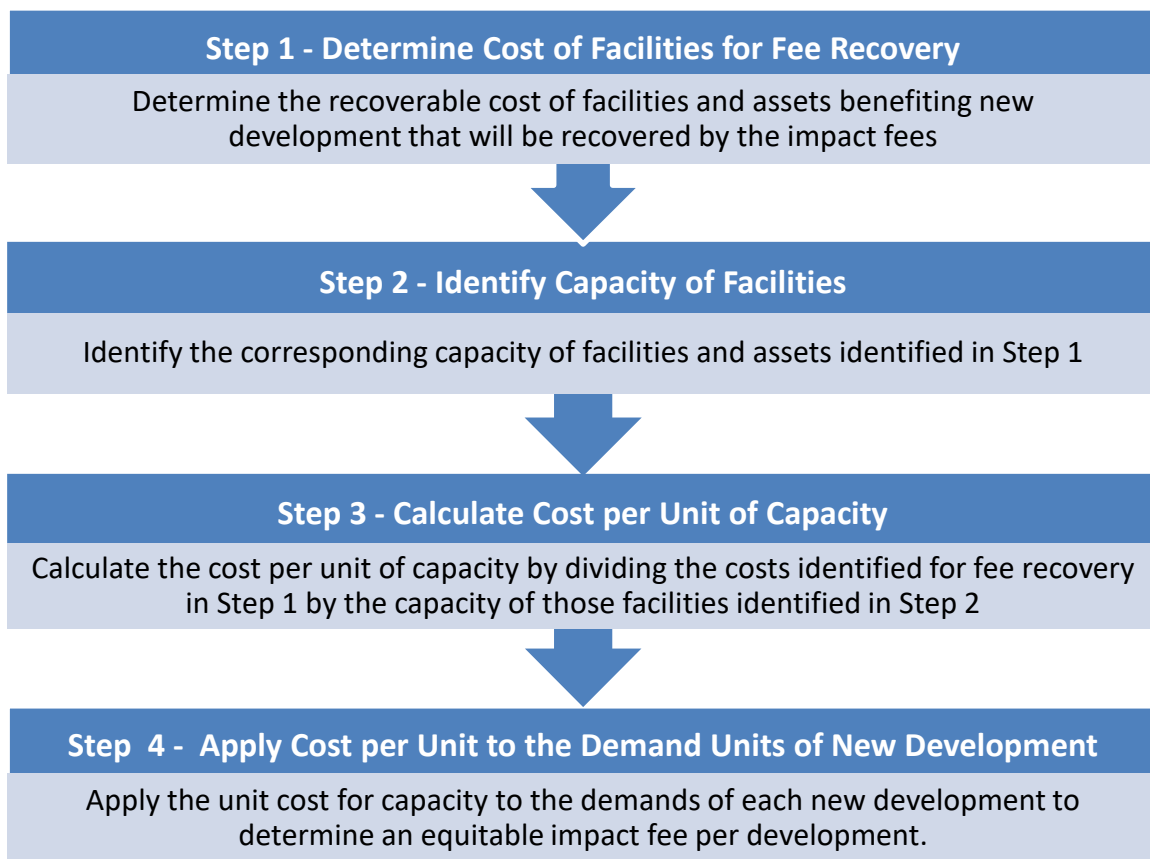 Step 1 - Determine Cost of Facilities for Fee Recovery
Determine the recoverable cost of facilities and assets benefiting new
development that will be recovered by the impact fees
Step 2 - Identify Capacity of Facilities
Identify the corresponding capacity of facilities and assets identified in Step 1
Step 3 - Calculate Cost per Unit of Capacity
Calculate the cost per unit of capacity by dividing the costs identified for fee recovery
in Step 1 by the capacity of those facilities identified in Step 2
Step  4 -  Apply Cost per Unit to the Demand Units of New Development
Apply the unit cost for capacity to the demands of each new development to
determine an equitable impact fee per development.